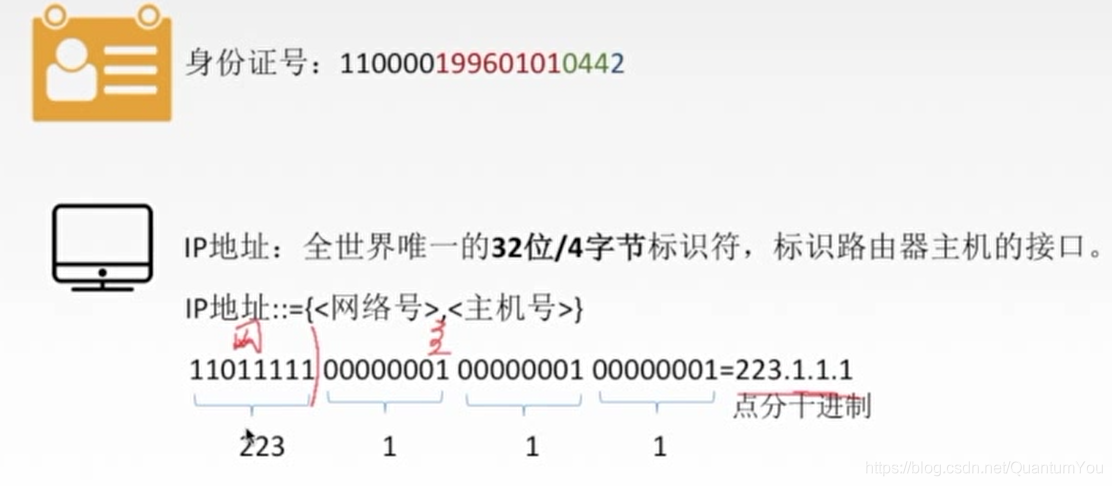 身份证号：110000199601010442
IP地址：全世界唯一的32位/4字节标识符，标识路由器主机的接口。
IP地址::={<网络号>,<主机号>}
网
11011111 00000001 00000001 00000001=223.1.1.1
点分十进制
223 1 1 1
https://blog.csdn.net/QuantumYou